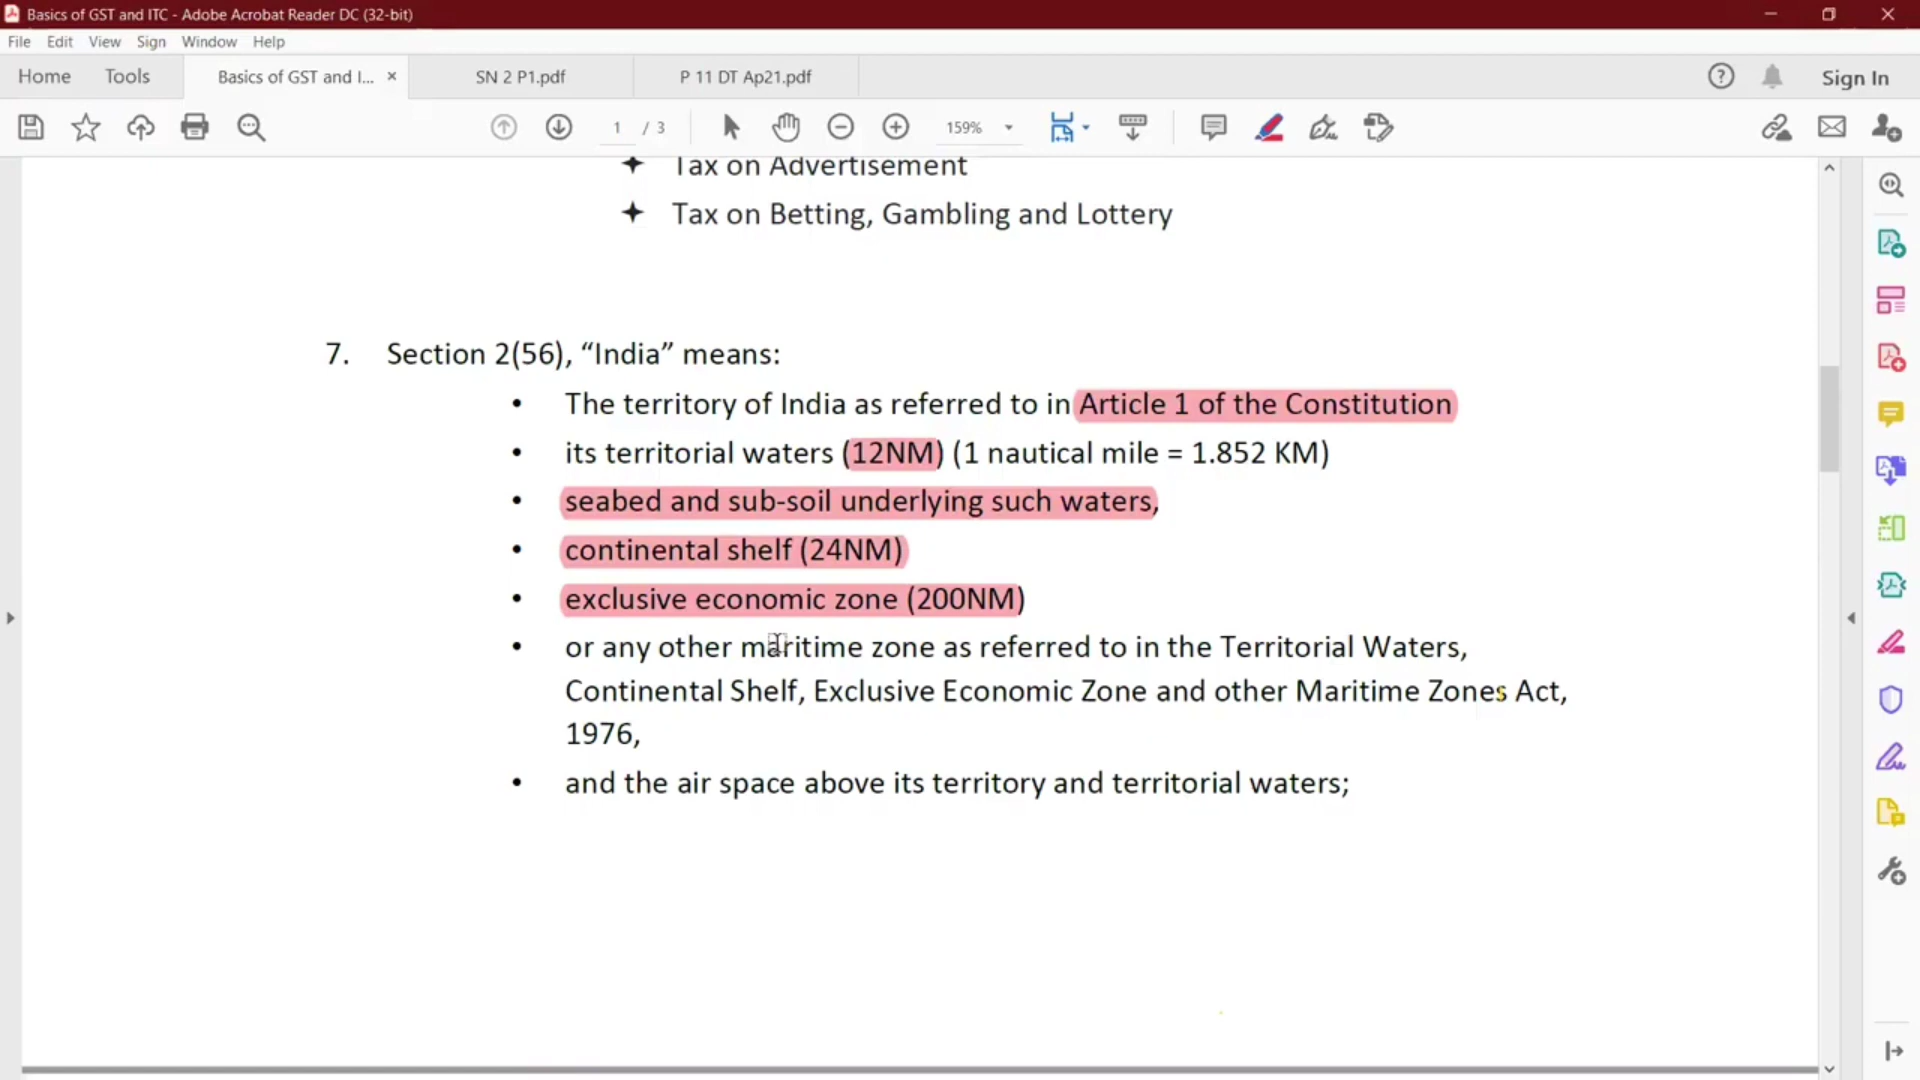 Basics of GST and ITC - Adobe Acrobat Reader DC (32-bit)
File Edit View Sign Window Help
Home Tools Basics of GST and I... × SN 2 P1.pdf P 11 DT Ap21.pdf Sign In
1 / 3 159%
Tax on Advertisement
Tax on Betting, Gambling and Lottery
7. Section 2(56), “India” means:
• The territory of India as referred to in Article 1 of the Constitution
• its territorial waters (12NM) (1 nautical mile = 1.852 KM)
• seabed and sub-soil underlying such waters,
• continental shelf (24NM)
• exclusive economic zone (200NM)
• or any other maritime zone as referred to in the Territorial Waters,
Continental Shelf, Exclusive Economic Zone and other Maritime Zones Act,
1976,
• and the air space above its territory and territorial waters;